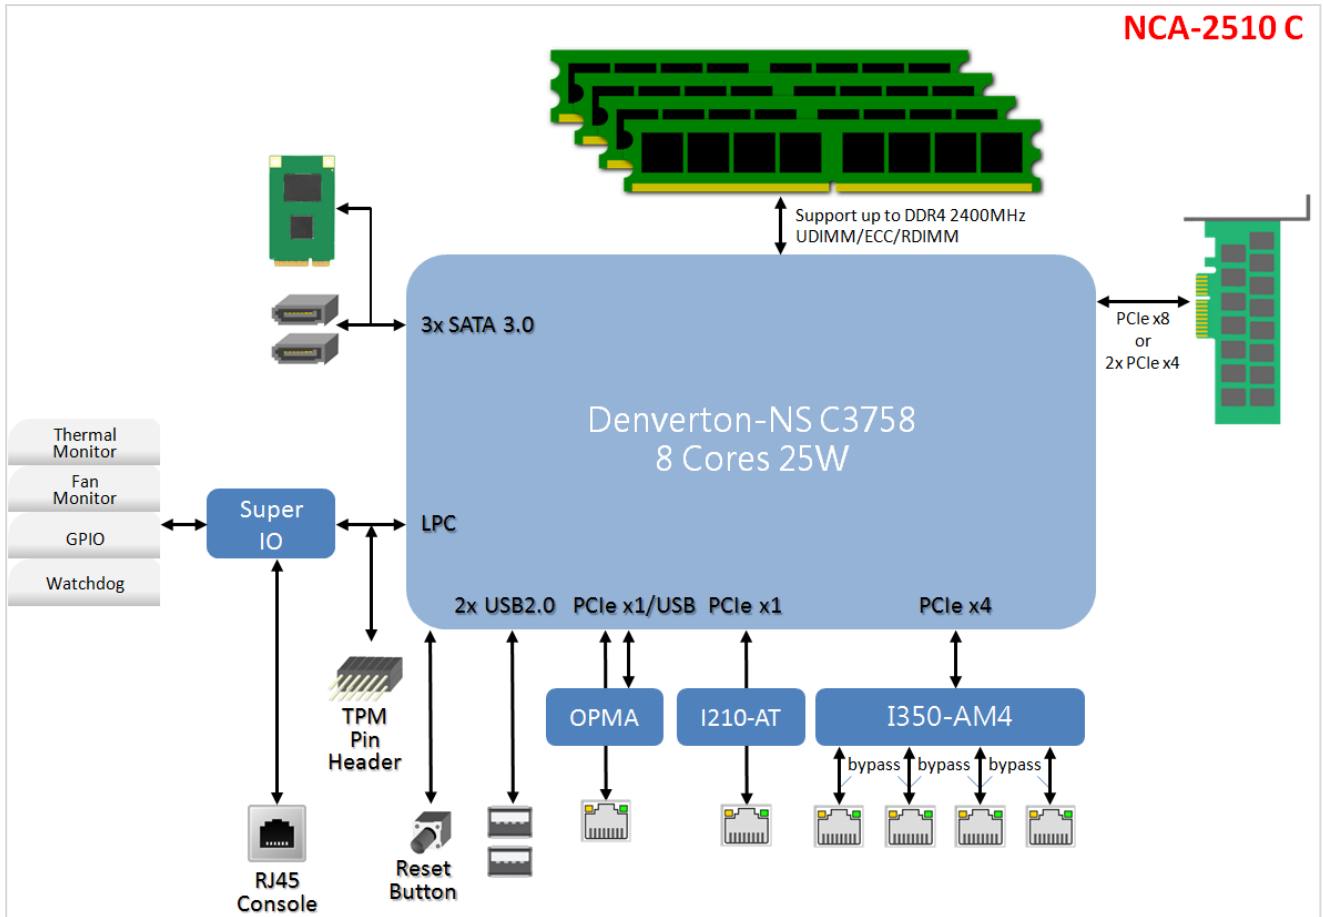 NCA-2510 C
Support up to DDR4 2400MHz
UDIMM/ECC/RDIMM
3x SATA 3.0
PCIe x8
or
2x PCIe x4
Denverton-NS C3758
8 Cores 25W
Thermal
Monitor
Fan
Monitor
GPIO
Watchdog
Super
IO
LPC
2x USB2.0
PCIe x1/USB
PCIe x1
PCIe x4
TPM
Pin
Header
OPMA
I210-AT
I350-AM4
bypass
bypass
bypass
RJ45
Console
Reset
Button